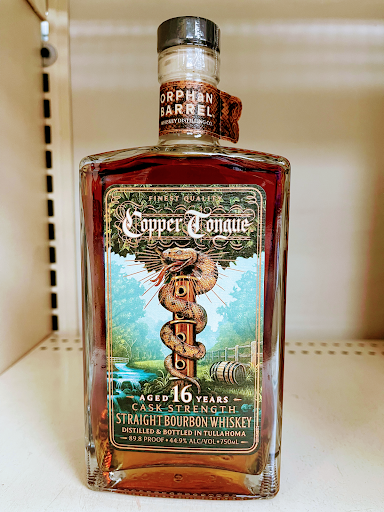 ORPHAN
BARREL
WHISKEY DISTILLING CO.
FINEST QUALITY
Copper Tongue
AGED 16 YEARS
CASK STRENGTH
STRAIGHT BOURBON WHISKEY
DISTILLED & BOTTLED IN TULLAHOMA
89.8 PROOF • 44.9% ALC/VOL • 750mL